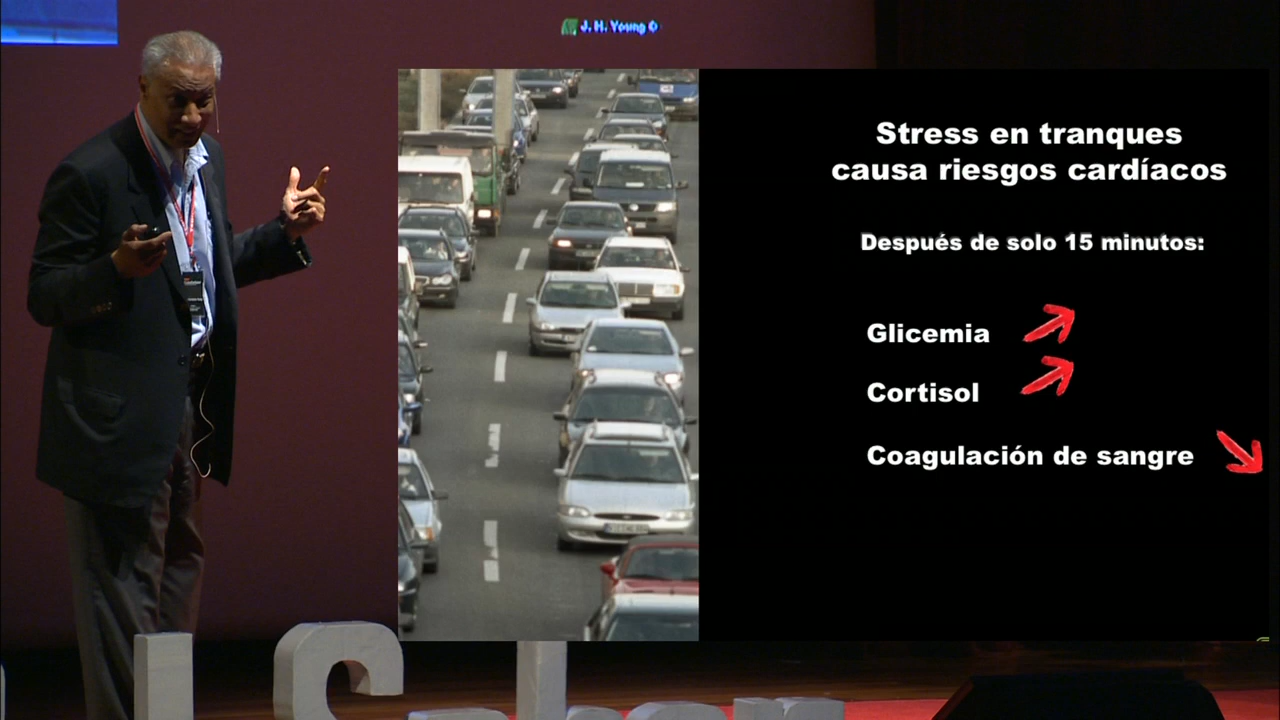 J. H. Young
Stress en tranques
causa riesgos cardíacos
Después de solo 15 minutos:
Glicemia
Cortisol
Coagulación de sangre